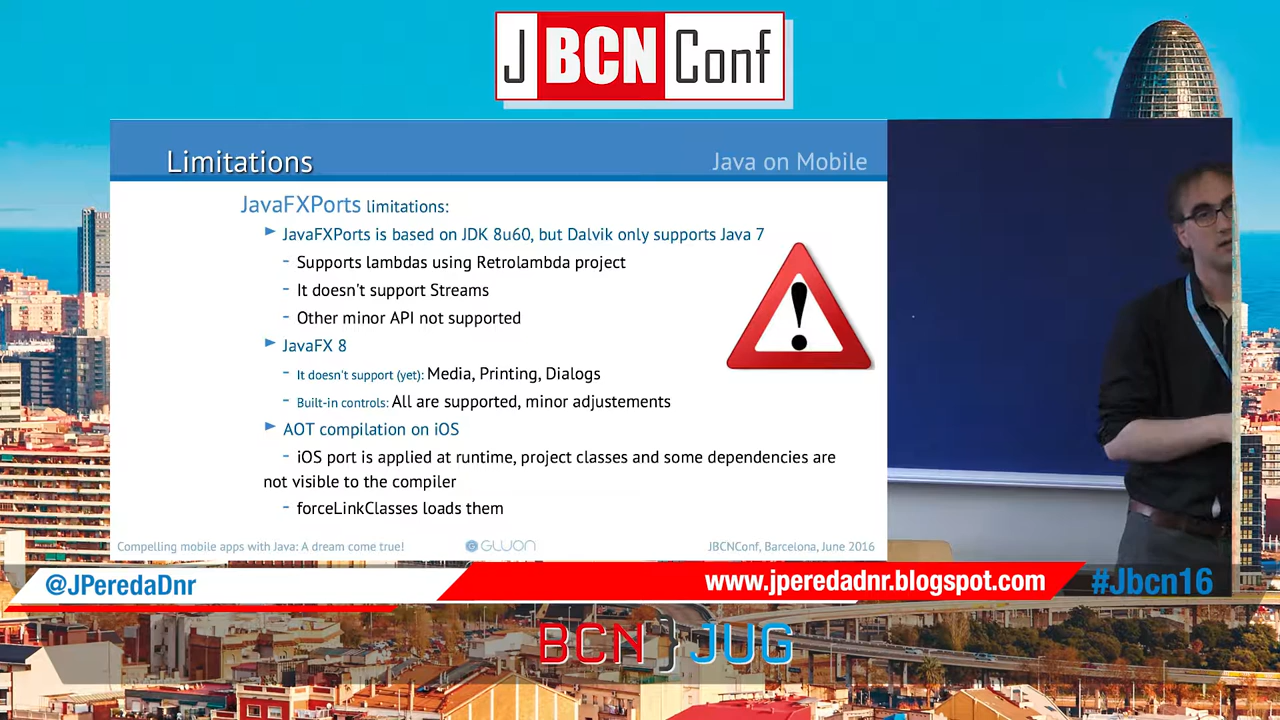 J BCN Conf
Limitations
Java on Mobile
JavaFXPorts limitations:
JavaFXPorts is based on JDK 8u60, but Dalvik only supports Java 7
- Supports lambdas using Retrolambda project
- It doesn't support Streams
- Other minor API not supported
JavaFX 8
- It doesn't support (yet): Media, Printing, Dialogs
- Built-in controls: All are supported, minor adjustements
AOT compilation on iOS
- iOS port is applied at runtime, project classes and some dependencies are
not visible to the compiler
- forceLinkClasses loads them
Compelling mobile apps with Java: A dream come true!
GLUON
JBCNConf, Barcelona, June 2016
@JPeredaDnr
www.jperedadnr.blogspot.com
#Jbcn16
BCN JUG